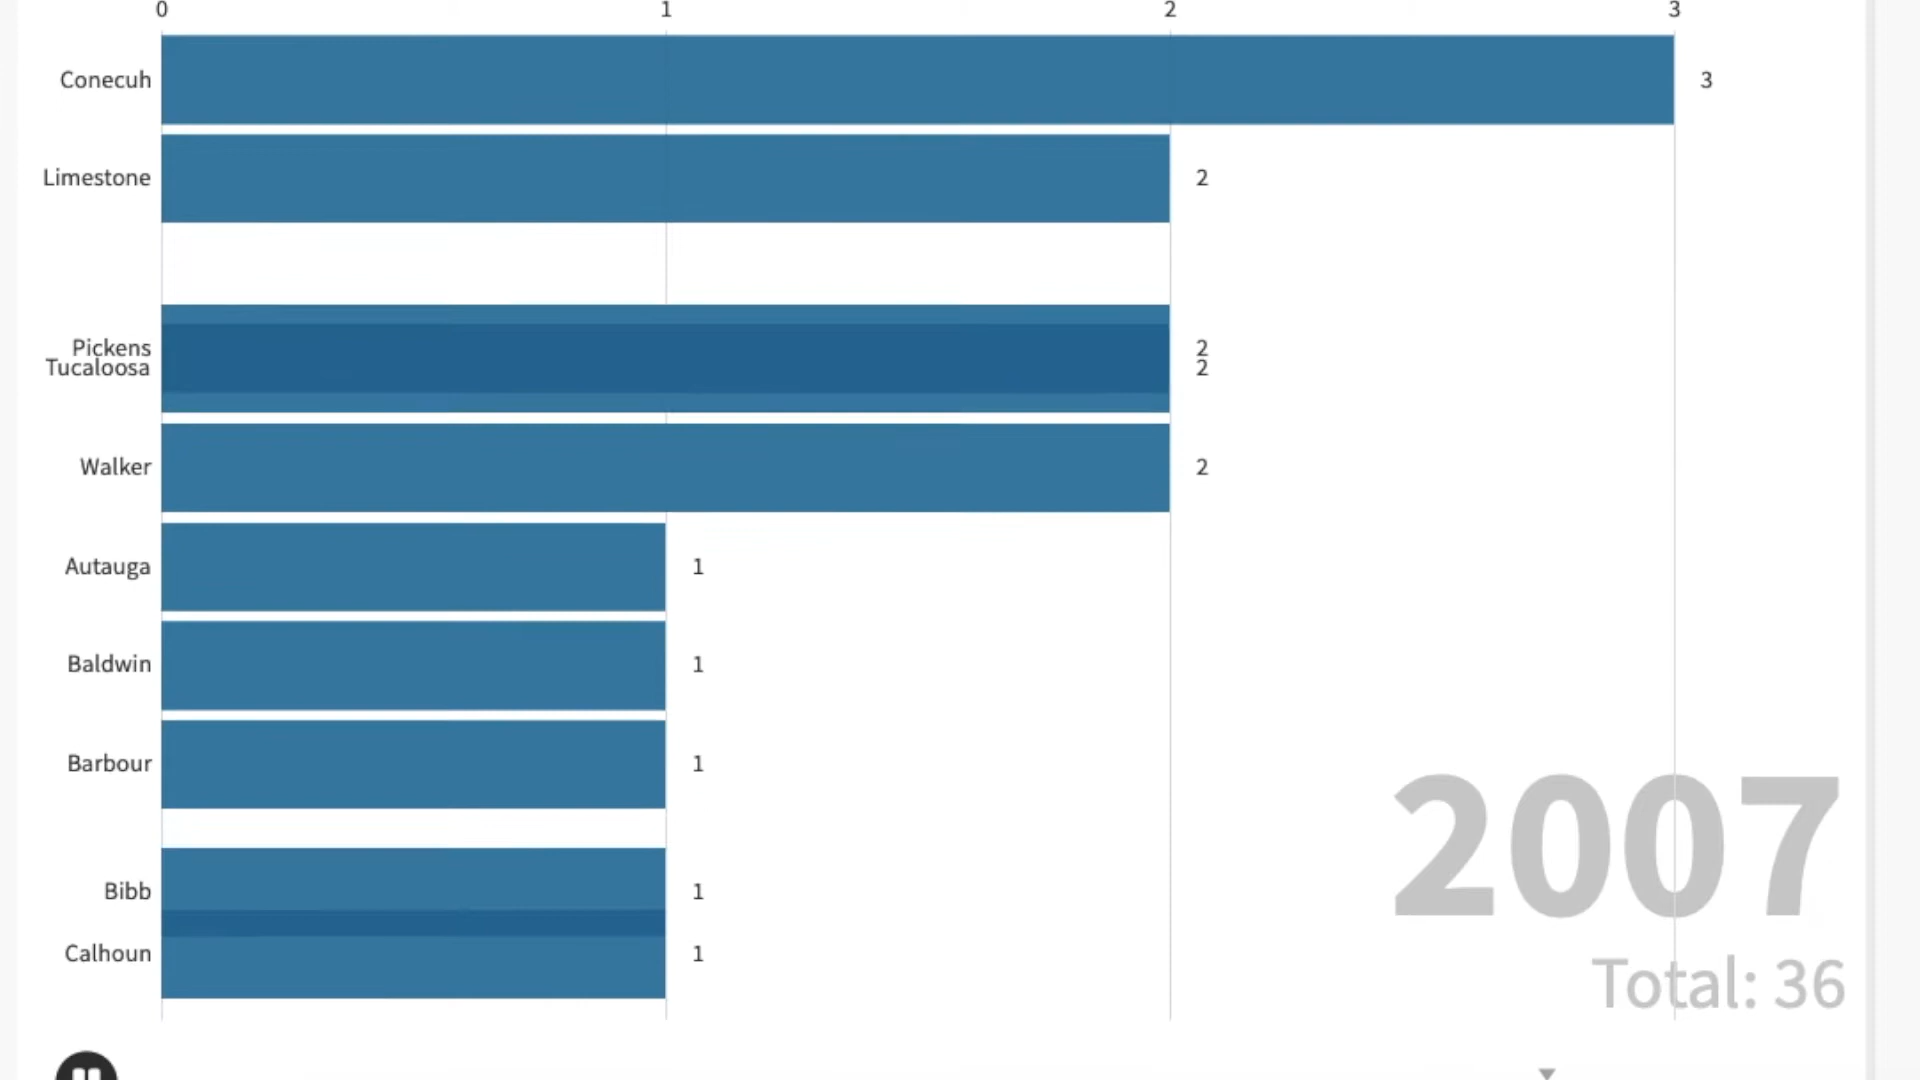 0 1 2 3
Conecuh 3
Limestone 2
Pickens 2
Tucaloosa 2
Walker 2
Autauga 1
Baldwin 1
Barbour 1
Bibb 1
Calhoun 1
2007
Total: 36